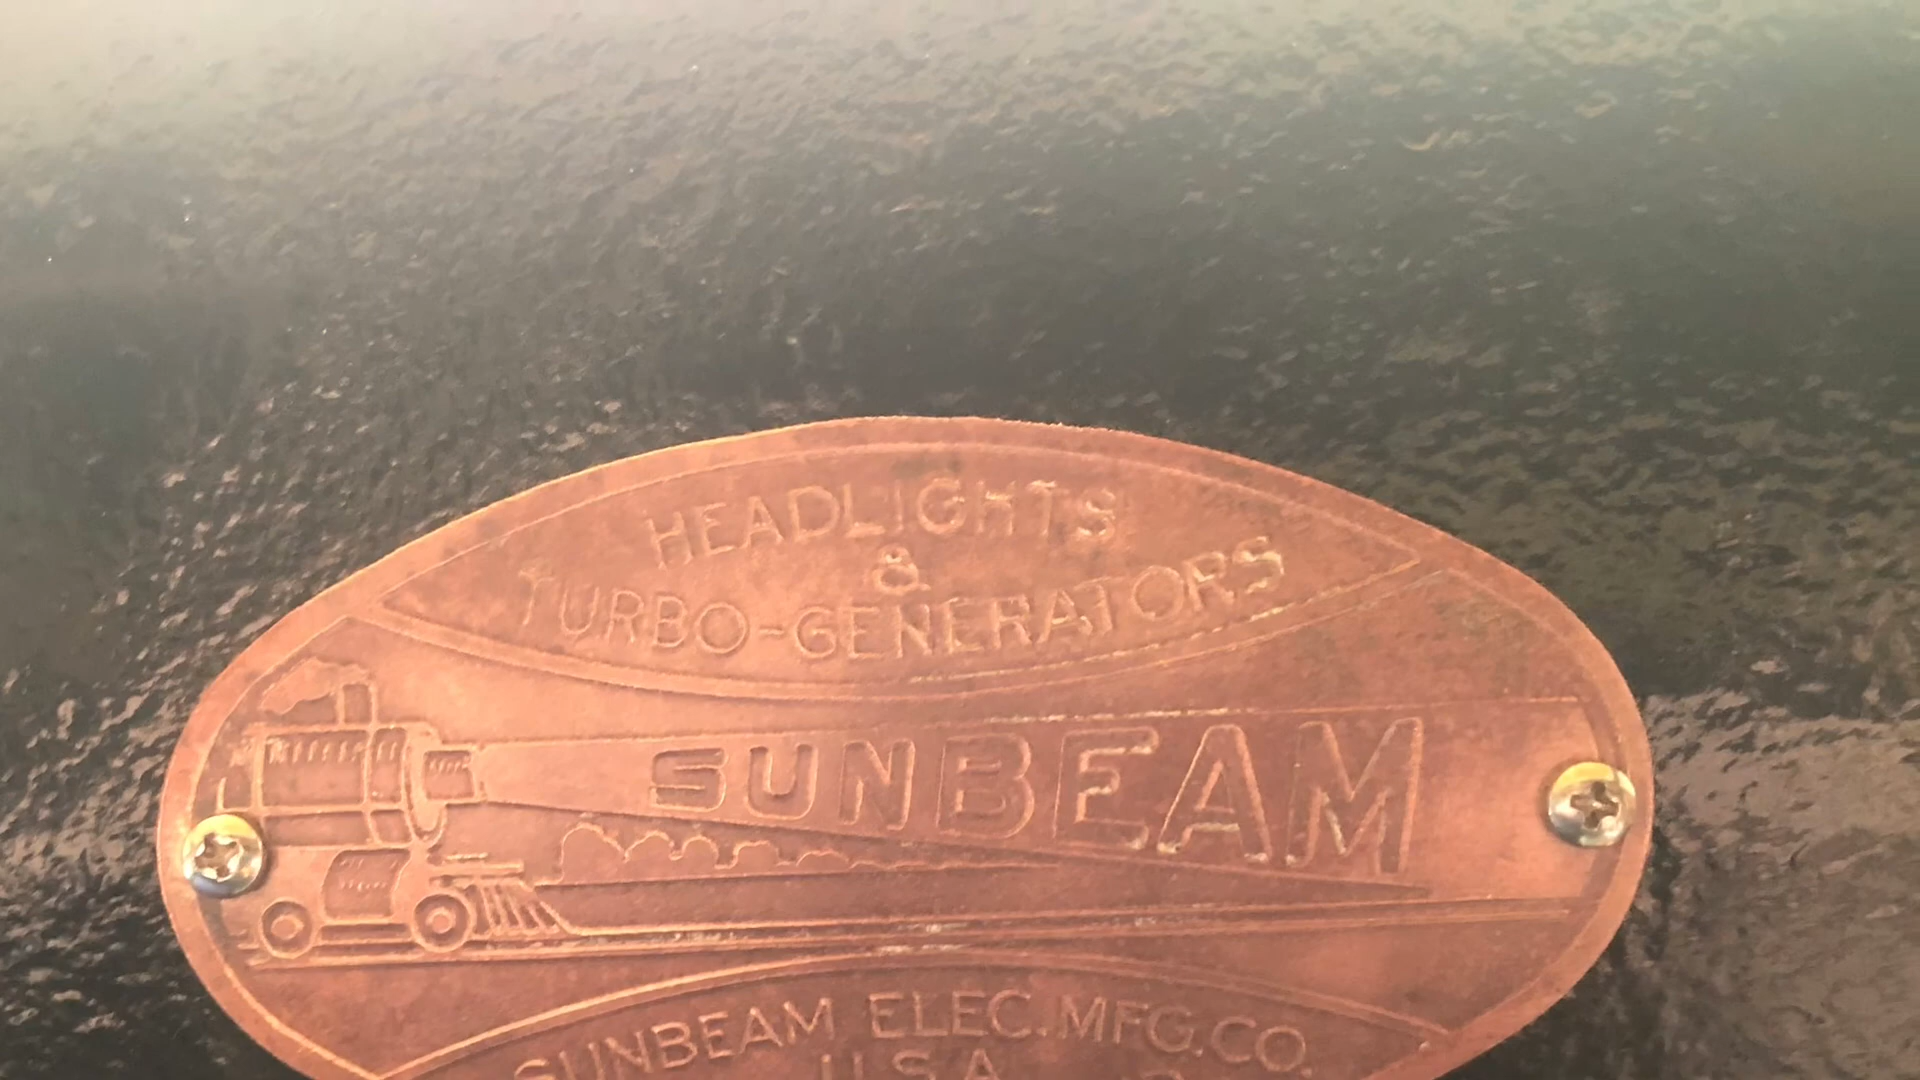 HEADLIGHTS
&
TURBO-GENERATORS
SUNBEAM
SUNBEAM ELEC.MFG.CO.
U.S.A.